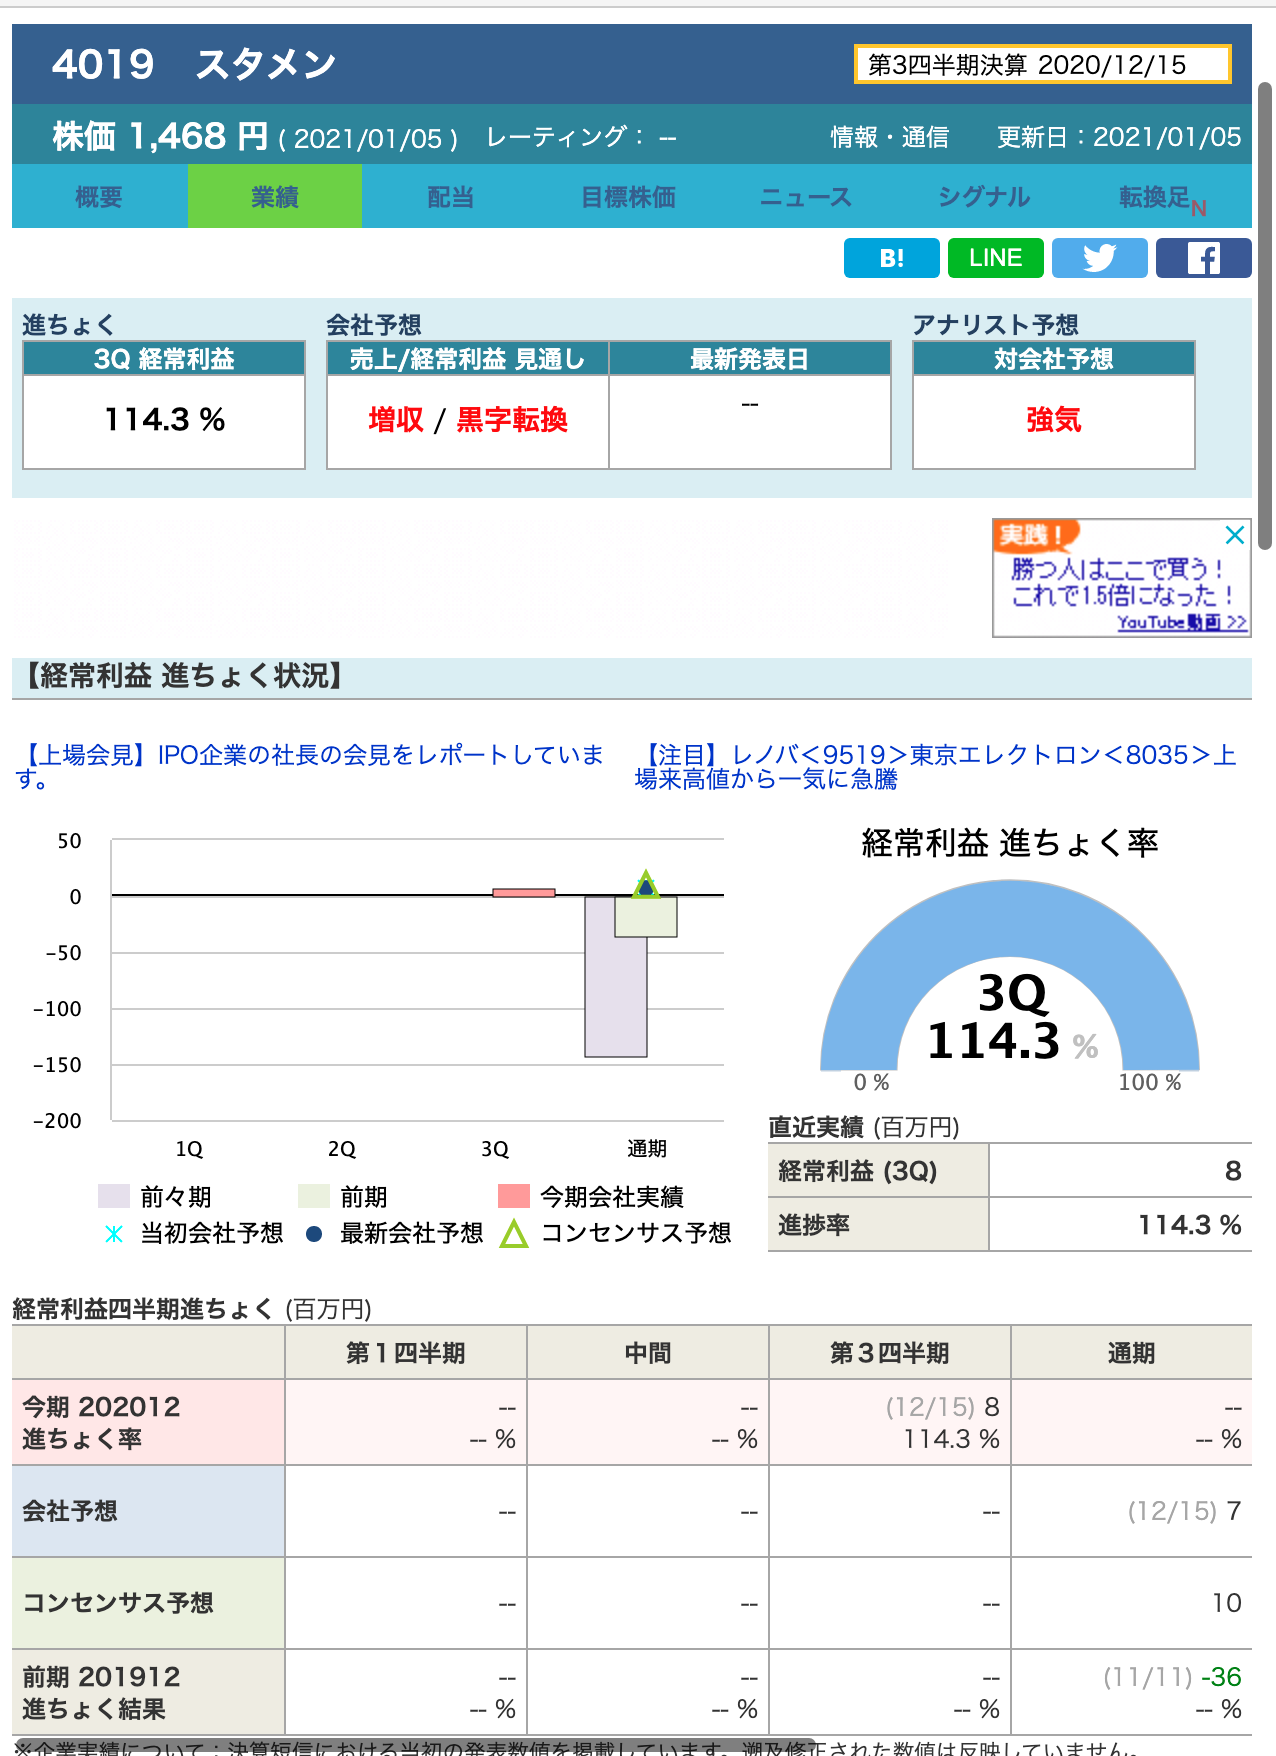 4019 スタメン
第3四半期決算 2020/12/15
株価 1,468 円 ( 2021/01/05 ) レーティング： -- 情報・通信 更新日：2021/01/05
概要 業績 配当 目標株価 ニュース シグナル 転換足N
B! LINE
進ちょく 会社予想 アナリスト予想
3Q 経常利益 売上/経常利益 見通し 最新発表日 対会社予想
114.3 % 増収 / 黒字転換 -- 強気
実践！
勝つ人はここで買う！
これで1.5倍になった！
YouTube動画 >>
【経常利益 進ちょく状況】
【上場会見】IPO企業の社長の会見をレポートしていま
す。
【注目】レノバ<9519>東京エレクトロン<8035>上
場来高値から一気に急騰
50
0
-50
-100
-150
-200
1Q 2Q 3Q 通期
前々期 前期 今期会社実績
当初会社予想 最新会社予想 コンセンサス予想
経常利益 進ちょく率
3Q
114.3 %
0 % 100 %
直近実績 (百万円)
経常利益 (3Q) 8
進捗率 114.3 %
経常利益四半期進ちょく (百万円)
第１四半期 中間 第３四半期 通期
今期 202012 -- -- (12/15) 8 --
進ちょく率 -- % -- % 114.3 % -- %
会社予想 -- -- -- (12/15) 7
コンセンサス予想 -- -- -- 10
前期 201912 -- -- -- (11/11) -36
進ちょく結果 -- % -- % -- % -- %
※企業実績について：決算短信における当初の発表数値を掲載しています。遡及修正された数値は反映していません。